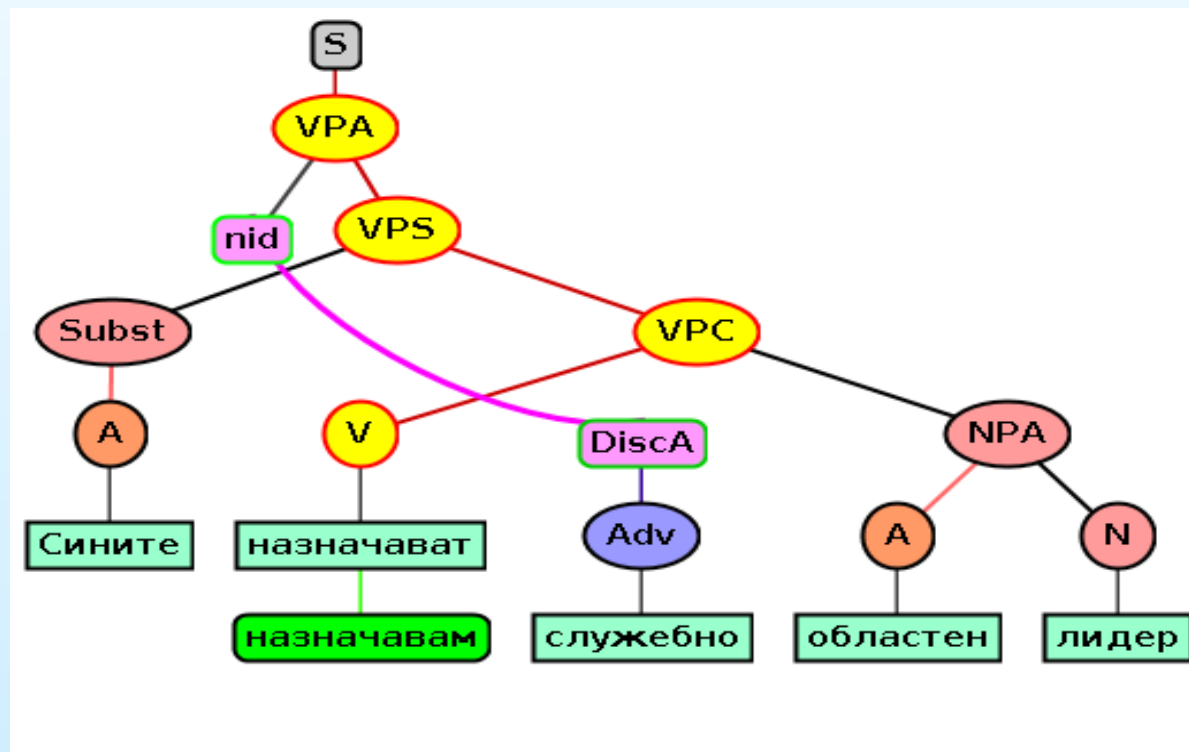 S
VPA
nid VPS
Subst VPC
A V DiscA NPA
Сините назначават Adv A N
назначавам служебно областен лидер